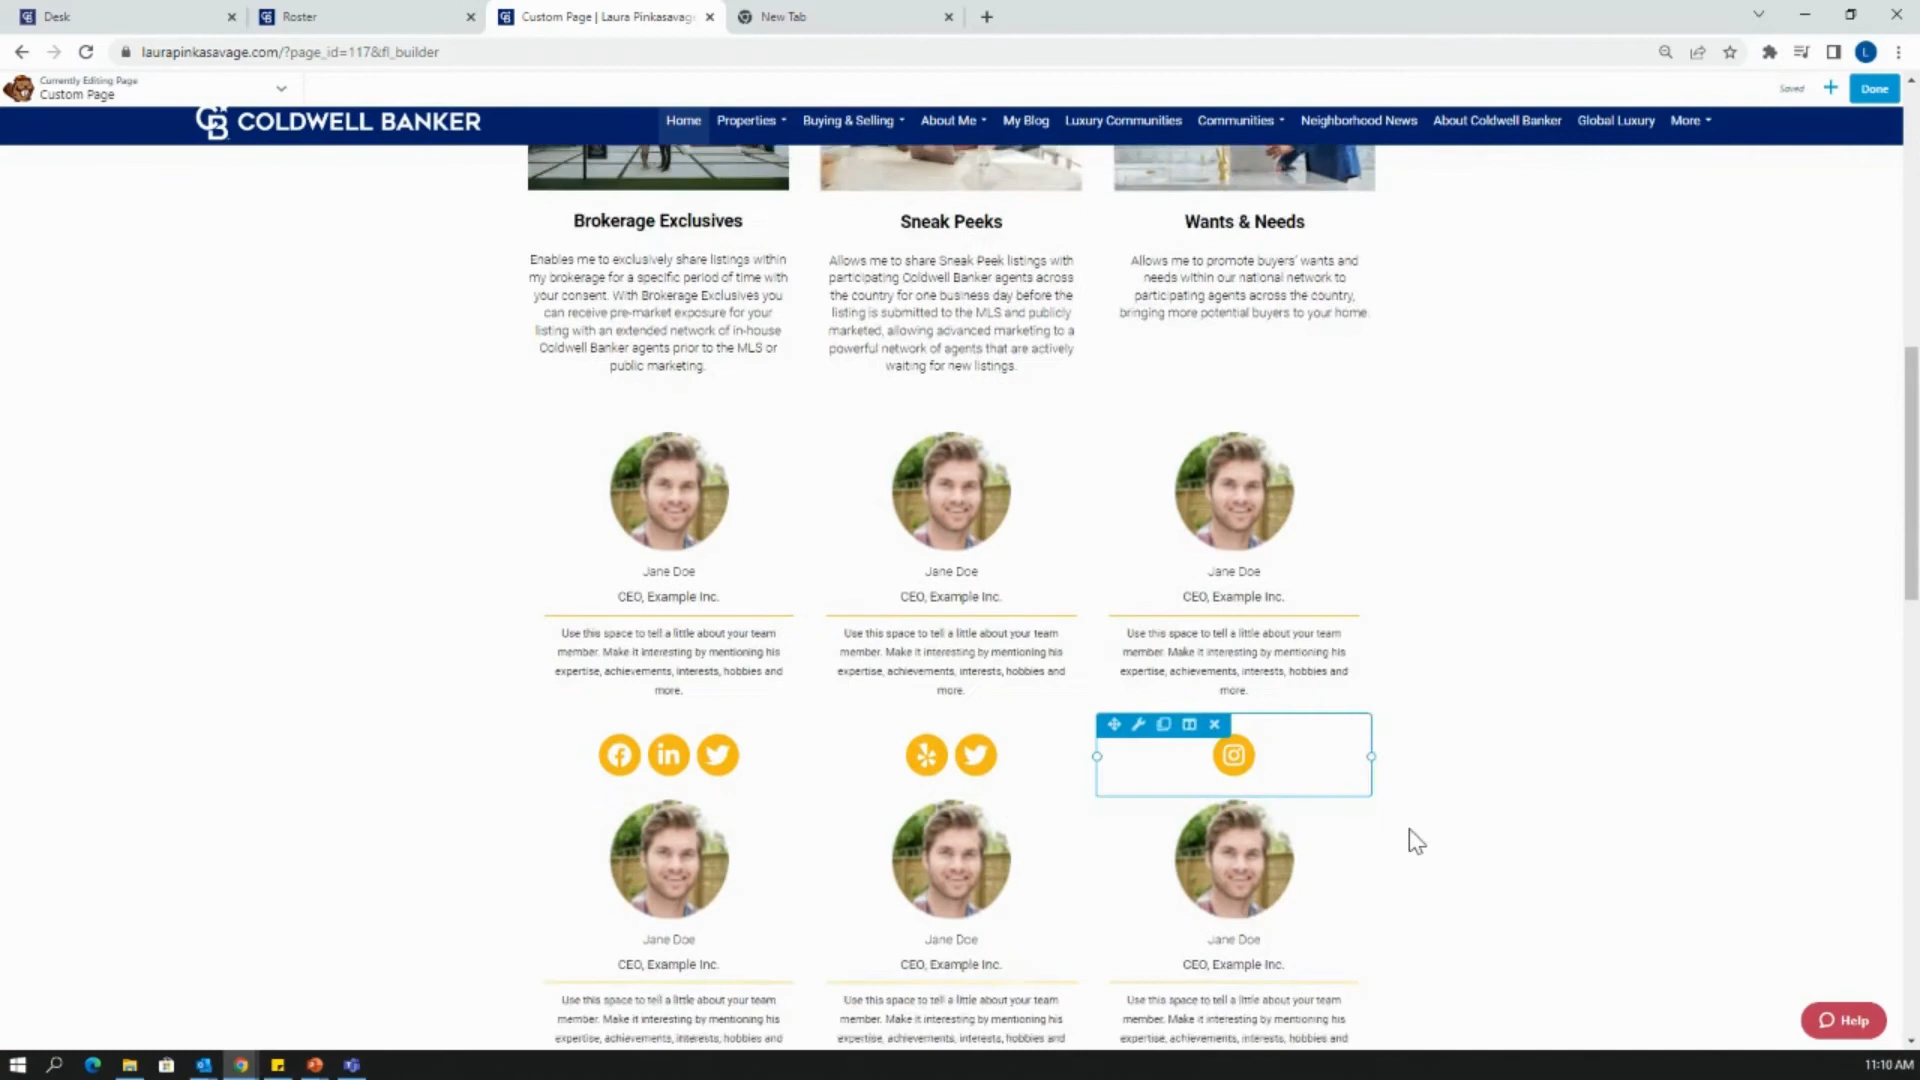 Desk
Roster
Custom Page | Laura Pinkasavag
New Tab
laurapinkasavage.com/?page_id=117&fl_builder
L
Currently Editing Page
Custom Page
Saved
Done
CB COLDWELL BANKER
Home Properties Buying & Selling About Me My Blog Luxury Communities Communities Neighborhood News About Coldwell Banker Global Luxury More
Brokerage Exclusives
Enables me to exclusively share listings within
my brokerage for a specific period of time with
your consent. With Brokerage Exclusives you
can receive pre-market exposure for your
listing with an extended network of in-house
Coldwell Banker agents prior to the MLS or
public marketing.
Sneak Peeks
Allows me to share Sneak Peek listings with
participating Coldwell Banker agents across
the country for one business day before the
listing is submitted to the MLS and publicly
marketed, allowing advanced marketing to a
powerful network of agents that are actively
waiting for new listings.
Wants & Needs
Allows me to promote buyers' wants and
needs within our national network to
participating agents across the country,
bringing more potential buyers to your home.
Jane Doe
CEO, Example Inc.
Use this space to tell a little about your team
member. Make it interesting by mentioning his
expertise, achievements, interests, hobbies and
more.
Jane Doe
CEO, Example Inc.
Use this space to tell a little about your team
member. Make it interesting by mentioning his
expertise, achievements, interests, hobbies and
more.
Jane Doe
CEO, Example Inc.
Use this space to tell a little about your team
member. Make it interesting by mentioning his
expertise, achievements, interests, hobbies and
more.
Jane Doe
CEO, Example Inc.
Use this space to tell a little about your team
member. Make it interesting by mentioning his
expertise, achievements, interests, hobbies and
Jane Doe
CEO, Example Inc.
Use this space to tell a little about your team
member. Make it interesting by mentioning his
expertise, achievements, interests, hobbies and
Jane Doe
CEO, Example Inc.
Use this space to tell a little about your team
member. Make it interesting by mentioning his
expertise, achievements, interests, hobbies and
Help
11:10 AM